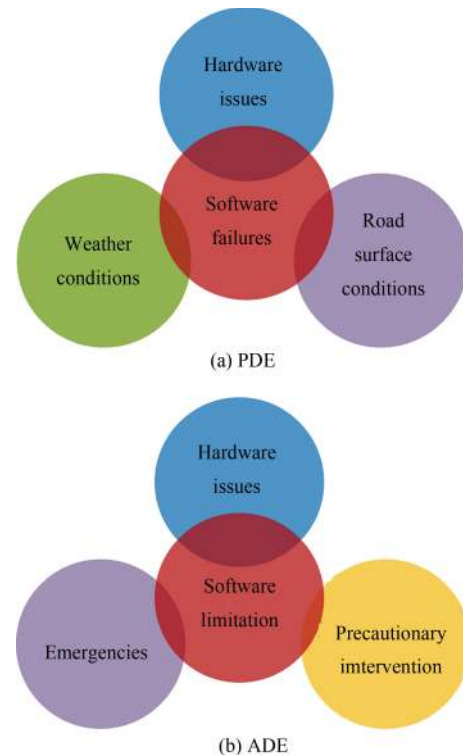 Hardware
issues
Software
failures
Weather
conditions
Road
surface
conditions
(a) PDE
Hardware
issues
Software
limitation
Emergencies
Precautionary
imtervention
(b) ADE